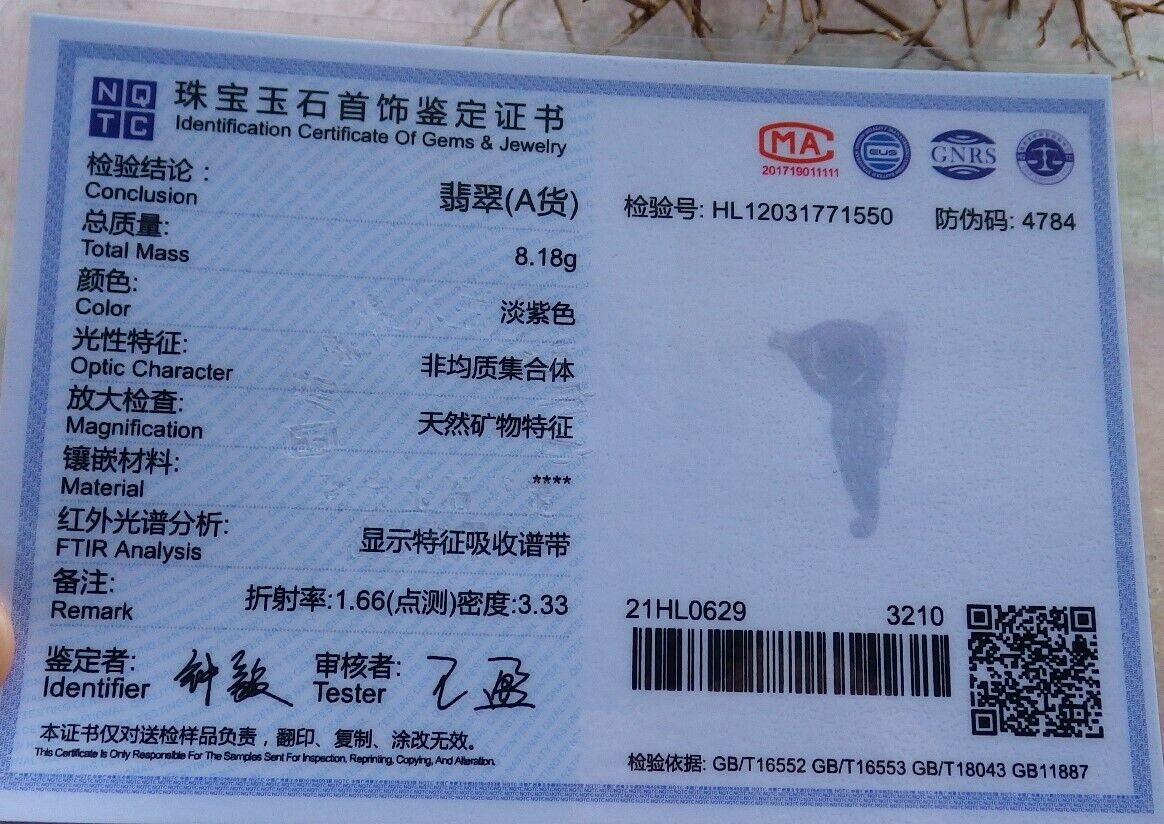 NQTC
珠宝玉石首饰鉴定证书
Identification Certificate Of Gems & Jewelry
检验结论：
Conclusion
翡翠(A货)
总质量:
Total Mass
8.18g
颜色:
Color
淡紫色
光性特征:
Optic Character
非均质集合体
放大检查:
Magnification
天然矿物特征
镶嵌材料:
Material
****
红外光谱分析:
FTIR Analysis
显示特征吸收谱带
备注:
Remark
折射率:1.66(点测)密度:3.33
鉴定者:
Identifier
审核者:
Tester
本证书仅对送检样品负责，翻印、复制、涂改无效。
This Certificate Is Only Responsible For The Samples Sent For Inspection, Reprinting, Copying, And Alteration.
MA
201719011111
GNRS
检验号: HL12031771550
防伪码: 4784
21HL0629
3210
检验依据: GB/T16552 GB/T16553 GB/T18043 GB11887